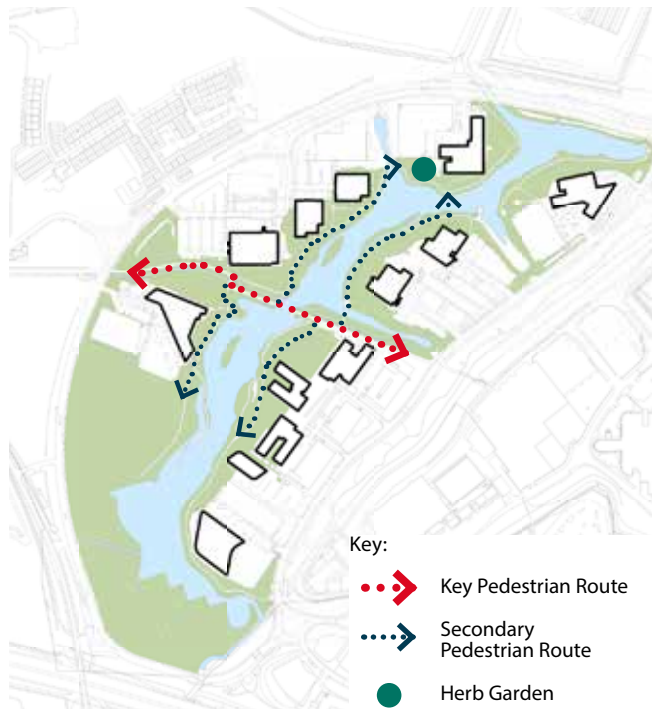 Key:
Key Pedestrian Route
Secondary
Pedestrian Route
Herb Garden